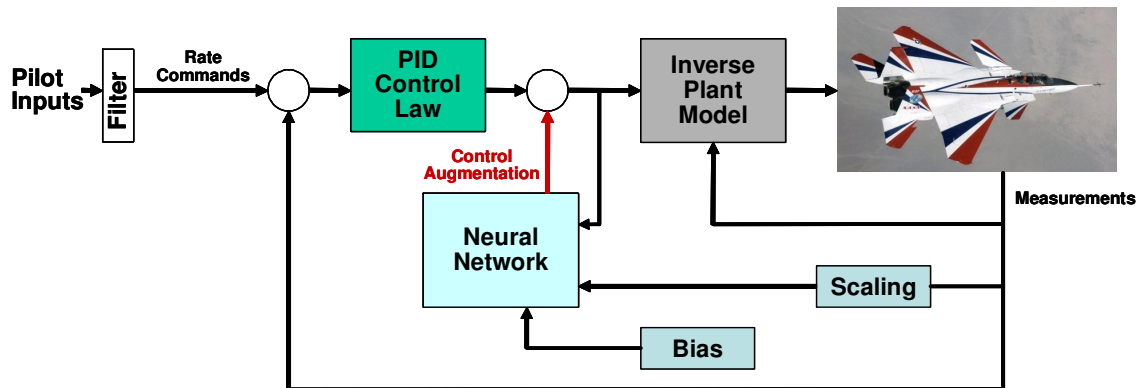 Pilot
Inputs
Filter
Rate
Commands
PID
Control
Law
Inverse
Plant
Model
Control
Augmentation
Measurements
Neural
Network
Scaling
Bias